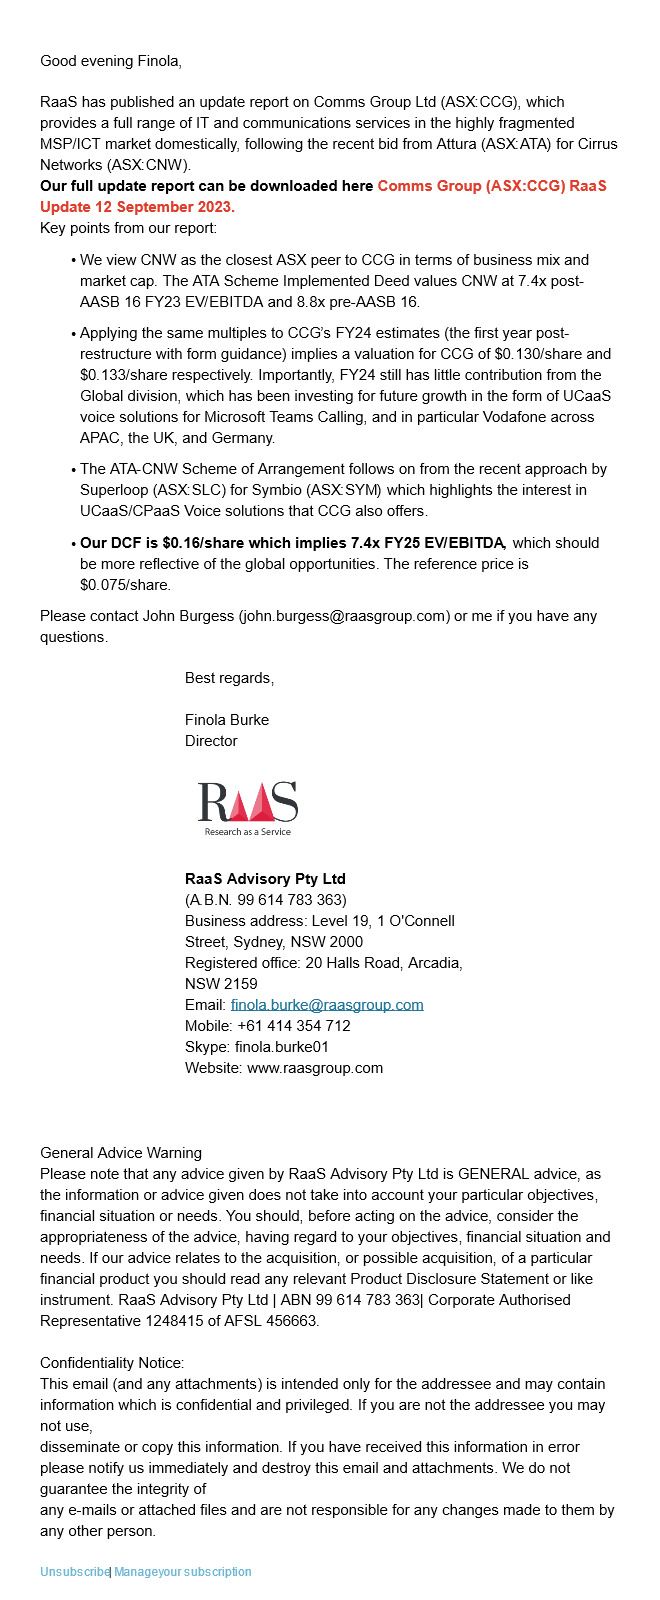 Good evening Finola,
RaaS has published an update report on Comms Group Ltd (ASX:CCG), which
provides a full range of IT and communications services in the highly fragmented
MSP/ICT market domestically, following the recent bid from Attura (ASX:ATA) for Cirrus
Networks (ASX:CNW).
Our full update report can be downloaded here Comms Group (ASX:CCG) RaaS
Update 12 September 2023.
Key points from our report:
• We view CNW as the closest ASX peer to CCG in terms of business mix and
market cap. The ATA Scheme Implemented Deed values CNW at 7.4x post-
AASB 16 FY23 EV/EBITDA and 8.8x pre-AASB 16.
• Applying the same multiples to CCG's FY24 estimates (the first year post-
restructure with form guidance) implies a valuation for CCG of $0.130/share and
$0.133/share respectively. Importantly, FY24 still has little contribution from the
Global division, which has been investing for future growth in the form of UCaaS
voice solutions for Microsoft Teams Calling, and in particular Vodafone across
APAC, the UK, and Germany.
• The ATA-CNW Scheme of Arrangement follows on from the recent approach by
Superloop (ASX:SLC) for Symbio (ASX:SYM) which highlights the interest in
UCaaS/CPaaS Voice solutions that CCG also offers.
• Our DCF is $0.16/share which implies 7.4x FY25 EV/EBITDA, which should
be more reflective of the global opportunities. The reference price is
$0.075/share.
Please contact John Burgess (john.burgess@raasgroup.com) or me if you have any
questions.
Best regards,
Finola Burke
Director
RAAS
Research as a Service
RaaS Advisory Pty Ltd
(A.B.N. 99 614 783 363)
Business address: Level 19, 1 O'Connell
Street, Sydney, NSW 2000
Registered office: 20 Halls Road, Arcadia,
NSW 2159
Email: finola.burke@raasgroup.com
Mobile: +61 414 354 712
Skype: finola.burke01
Website: www.raasgroup.com
General Advice Warning
Please note that any advice given by RaaS Advisory Pty Ltd is GENERAL advice, as
the information or advice given does not take into account your particular objectives,
financial situation or needs. You should, before acting on the advice, consider the
appropriateness of the advice, having regard to your objectives, financial situation and
needs. If our advice relates to the acquisition, or possible acquisition, of a particular
financial product you should read any relevant Product Disclosure Statement or like
instrument. RaaS Advisory Pty Ltd | ABN 99 614 783 363| Corporate Authorised
Representative 1248415 of AFSL 456663.
Confidentiality Notice:
This email (and any attachments) is intended only for the addressee and may contain
information which is confidential and privileged. If you are not the addressee you may
not use,
disseminate or copy this information. If you have received this information in error
please notify us immediately and destroy this email and attachments. We do not
guarantee the integrity of
any e-mails or attached files and are not responsible for any changes made to them by
any other person.
Unsubscribe| Manageyour subscription